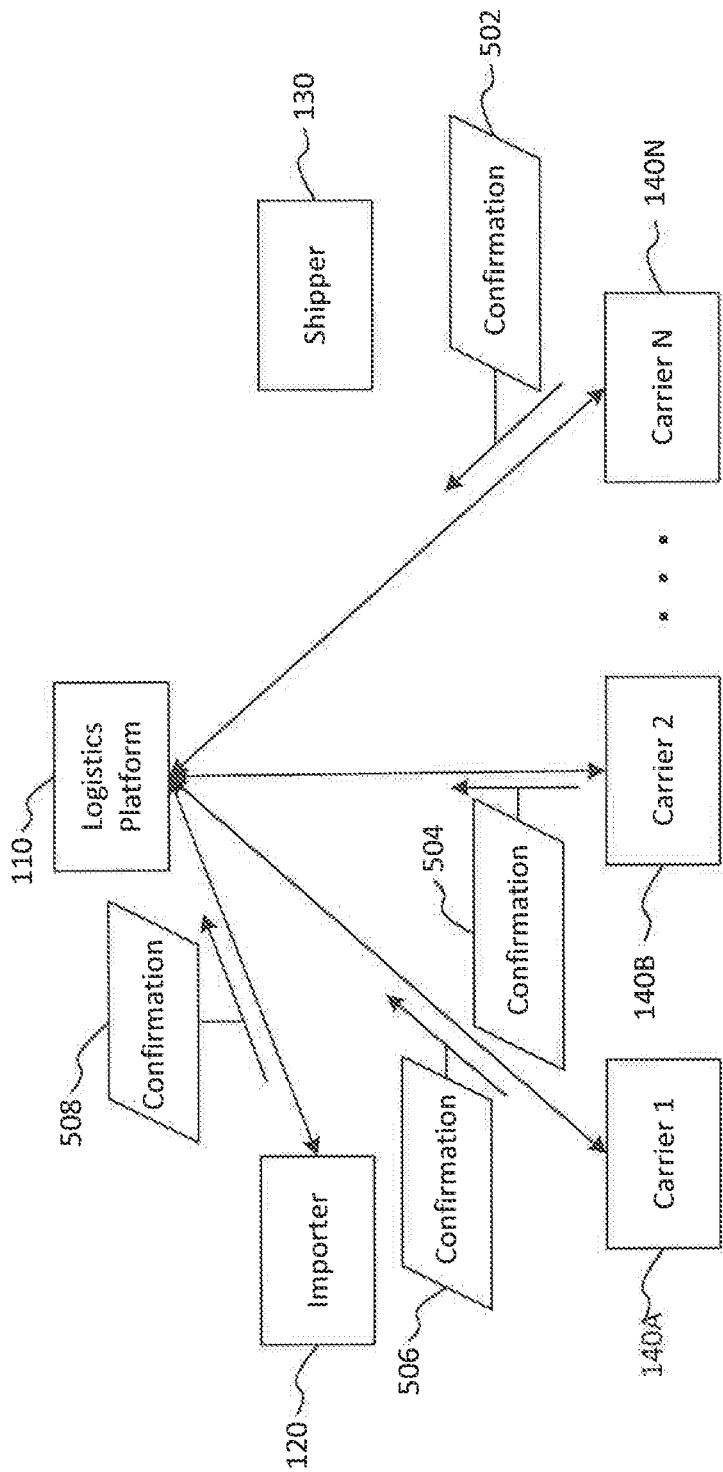 110
Logistics
Platform
508
Confirmation
Shipper
130
Importer
120
Confirmation
506
504
Confirmation
Confirmation
502
Carrier 1
140A
Carrier 2
140B
. . .
Carrier N
140N